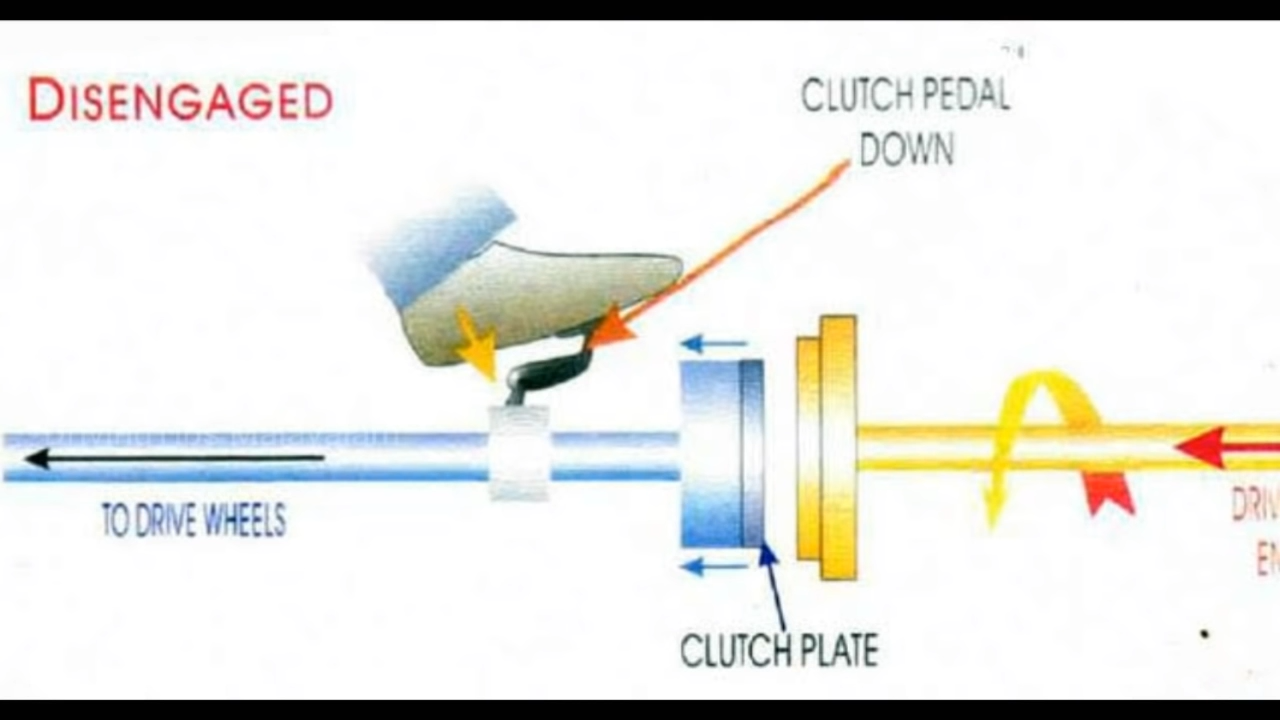 DISENGAGED
CLUTCH PEDAL
DOWN
TO DRIVE WHEELS
CLUTCH PLATE